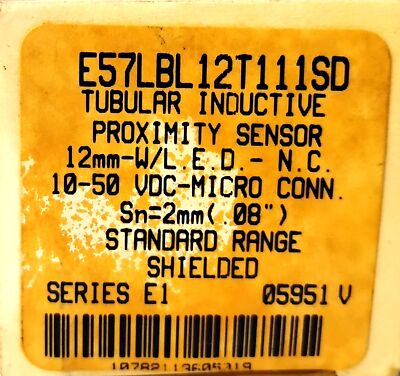 E57LBL12T111SD
TUBULAR INDUCTIVE
PROXIMITY SENSOR
12mm-W/L.E.D.- N.C.
10-50 VDC-MICRO CONN.
Sn=2mm(.08")
STANDARD RANGE
SHIELDED
SERIES E1 05951 V